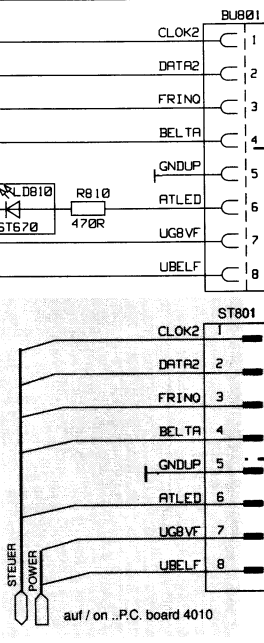 BU801
CLOK2 1
DATA2 2
FRINQ 3
BELTA 4
GNDUP 5
LD810 R810 ATLED 6
ST670 470R
UG8VF 7
UBELF 8
ST801
CLOK2 1
DATA2 2
FRINQ 3
BELTA 4
GNDUP 5
ATLED 6
UG8VF 7
UBELF 8
STEUER
POWER
auf / on ..P.C. board 4010